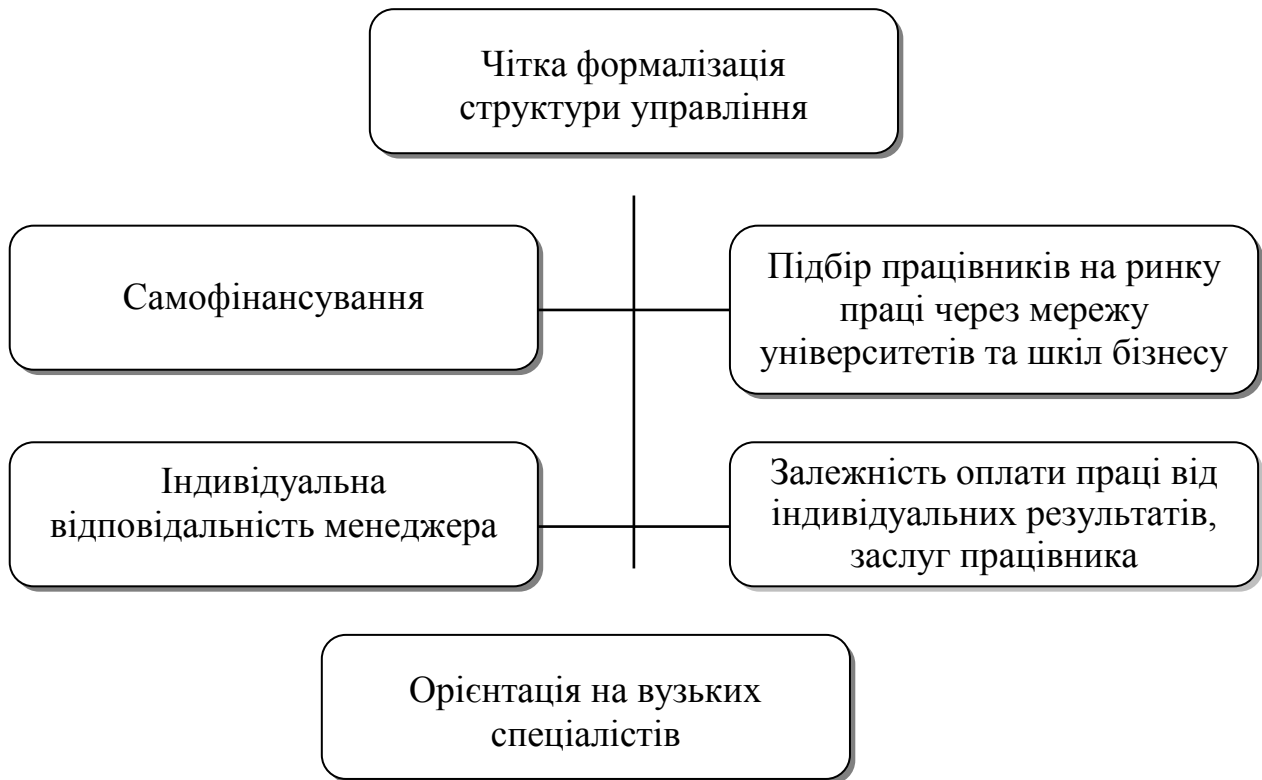 Чітка формалізація
структури управління
Самофінансування
Підбір працівників на ринку
праці через мережу
університетів та шкіл бізнесу
Індивідуальна
відповідальність менеджера
Залежність оплати праці від
індивідуальних результатів,
заслуг працівника
Орієнтація на вузьких
спеціалістів